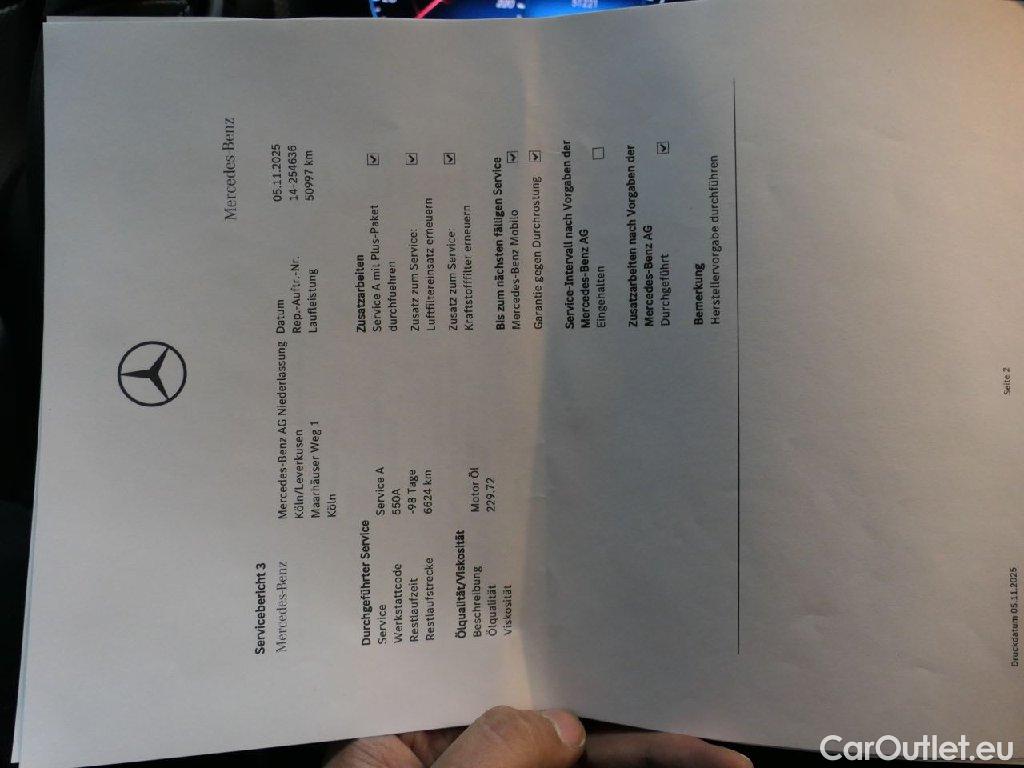 Mercedes-Benz
Servicebericht 3
Mercedes-Benz
Mercedes-Benz AG Niederlassung
Köln/Leverkusen
Maarhäuser Weg 1
Köln
Datum 05.11.2025
Rep.-Auftr.-Nr. 14-254636
Laufleistung 50997 km
Durchgeführter Service
Service Service A
Werkstattcode 550A
Restlaufzeit -98 Tage
Restlaufstrecke 6624 km
Ölqualität/Viskosität
Beschreibung Motor Öl
Ölqualität 229.72
Viskosität
Zusatzarbeiten
Service A mit Plus-Paket
durchfuehren
Zusatz zum Service:
Luftfiltereinsatz erneuern
Zusatz zum Service:
Kraftstofffilter erneuern
Bis zum nächsten fälligen Service
Mercedes-Benz Mobilo
Garantie gegen Durchrostung
Service-Intervall nach Vorgaben der
Mercedes-Benz AG
Eingehalten
Zusatzarbeiten nach Vorgaben der
Mercedes-Benz AG
Durchgeführt
Bemerkung
Herstellervorgabe durchführen
Druckdatum 05.11.2025
Seite 2
CarOutlet.eu